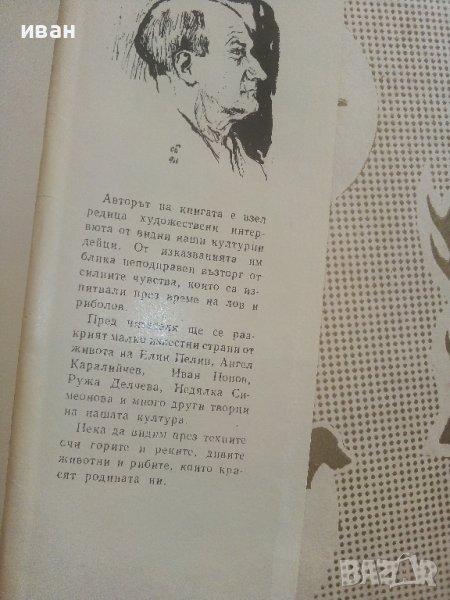 иван
Авторът на книгата е взел
редица художествени интер-
вюта от видни наши културни
дейци. От изказванията им
блика неподправен възторг от
силните чувства, които са из-
питвали през време на лов и
риболов.
Пред читателя ще се раз-
крият малко известни страни от
живота на Елин Пелин, Ангел
Каралийчев, Иван Попов,
Ружа Делчева, Недялка Си-
меонова и много други творци
на нашата култура.
Нека да видим през техните
очи горите и реките, дивите
животни и рибите, които кра-
сят родината ни.
BAZAR